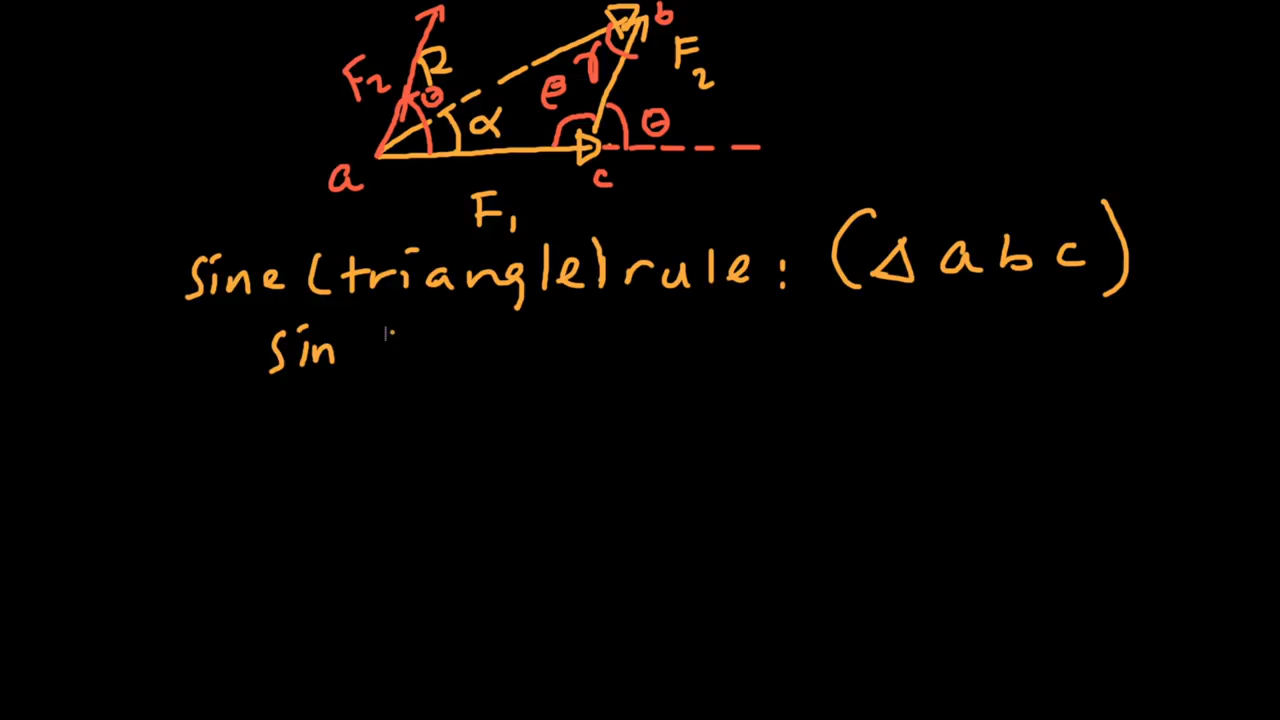 b
F₂ R F₂
θ γ
θ α θ
a c
F₁
sine (triangle) rule : (Δ a b c)
sin